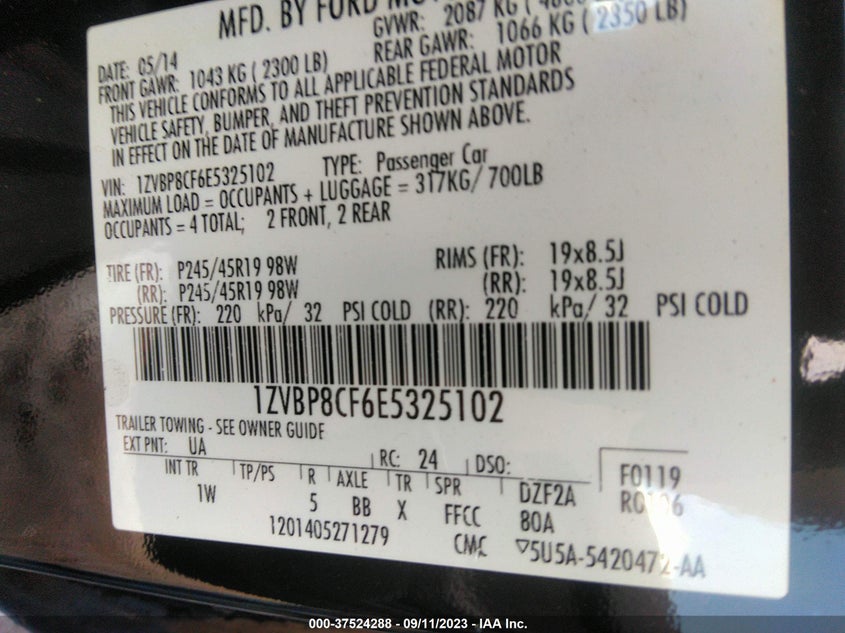 MFD. BY FORD
DATE: 05/14 GVWR: 2087 KG
FRONT GAWR: 1043 KG ( 2300 LB) REAR GAWR: 1066 KG ( 2350 LB)
THIS VEHICLE CONFORMS TO ALL APPLICABLE FEDERAL MOTOR
VEHICLE SAFETY, BUMPER, AND THEFT PREVENTION STANDARDS
IN EFFECT ON THE DATE OF MANUFACTURE SHOWN ABOVE.
VIN: 1ZVBP8CF6E5325102 TYPE: Passenger Car
MAXIMUM LOAD = OCCUPANTS + LUGGAGE = 317KG/ 700LB
OCCUPANTS = 4 TOTAL; 2 FRONT, 2 REAR
TIRE (FR): P245/45R19 98W RIMS (FR): 19x8.5J
(RR): P245/45R19 98W (RR): 19x8.5J
PRESSURE (FR): 220 kPa/ 32 PSI COLD (RR): 220 kPa/ 32 PSI COLD
1ZVBP8CF6E5325102
TRAILER TOWING - SEE OWNER GUIDE
EXT PNT: UA RC: 24 DSO: F0119
INT TR TP/PS R AXLE TR SPR DZF2A
1W 5 BB X FFCC 80A
1201405271279 CMC ▽5U5A-5420472-AA
000-37524288 - 09/11/2023 - IAA Inc.